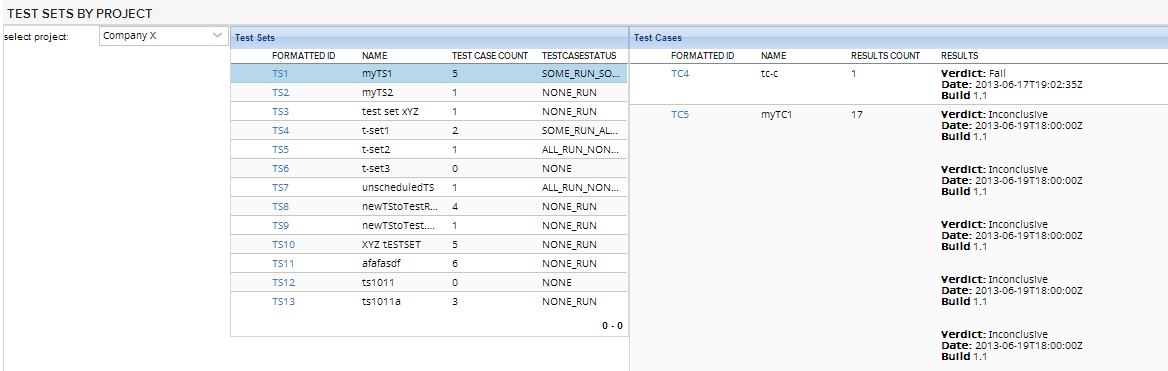 TEST SETS BY PROJECT
select project: Company X
Test Sets
FORMATTED ID NAME TEST CASE COUNT TESTCASESTATUS
TS1 myTS1 5 SOME_RUN_SO...
TS2 myTS2 1 NONE_RUN
TS3 test set xYZ 1 NONE_RUN
TS4 t-set1 2 SOME_RUN_AL...
TS5 t-set2 1 ALL_RUN_NON...
TS6 t-set3 0 NONE
TS7 unscheduledTS 1 ALL_RUN_NON...
TS8 newTStoTestR... 4 NONE_RUN
TS9 newTStoTest.... 1 NONE_RUN
TS10 XYZ tESTSET 5 NONE_RUN
TS11 afafasdf 6 NONE_RUN
TS12 ts1011 0 NONE
TS13 ts1011a 3 NONE_RUN
0 - 0
Test Cases
FORMATTED ID NAME RESULTS COUNT RESULTS
TC4 tc-c 1 Verdict: Fail
Date: 2013-06-17T19:02:35Z
Build 1.1
TC5 myTC1 17 Verdict: Inconclusive
Date: 2013-06-19T18:00:00Z
Build 1.1
Verdict: Inconclusive
Date: 2013-06-19T18:00:00Z
Build 1.1
Verdict: Inconclusive
Date: 2013-06-19T18:00:00Z
Build 1.1
Verdict: Inconclusive
Date: 2013-06-19T18:00:00Z
Build 1.1
Verdict: Inconclusive
Date: 2013-06-19T18:00:00Z
Build 1.1